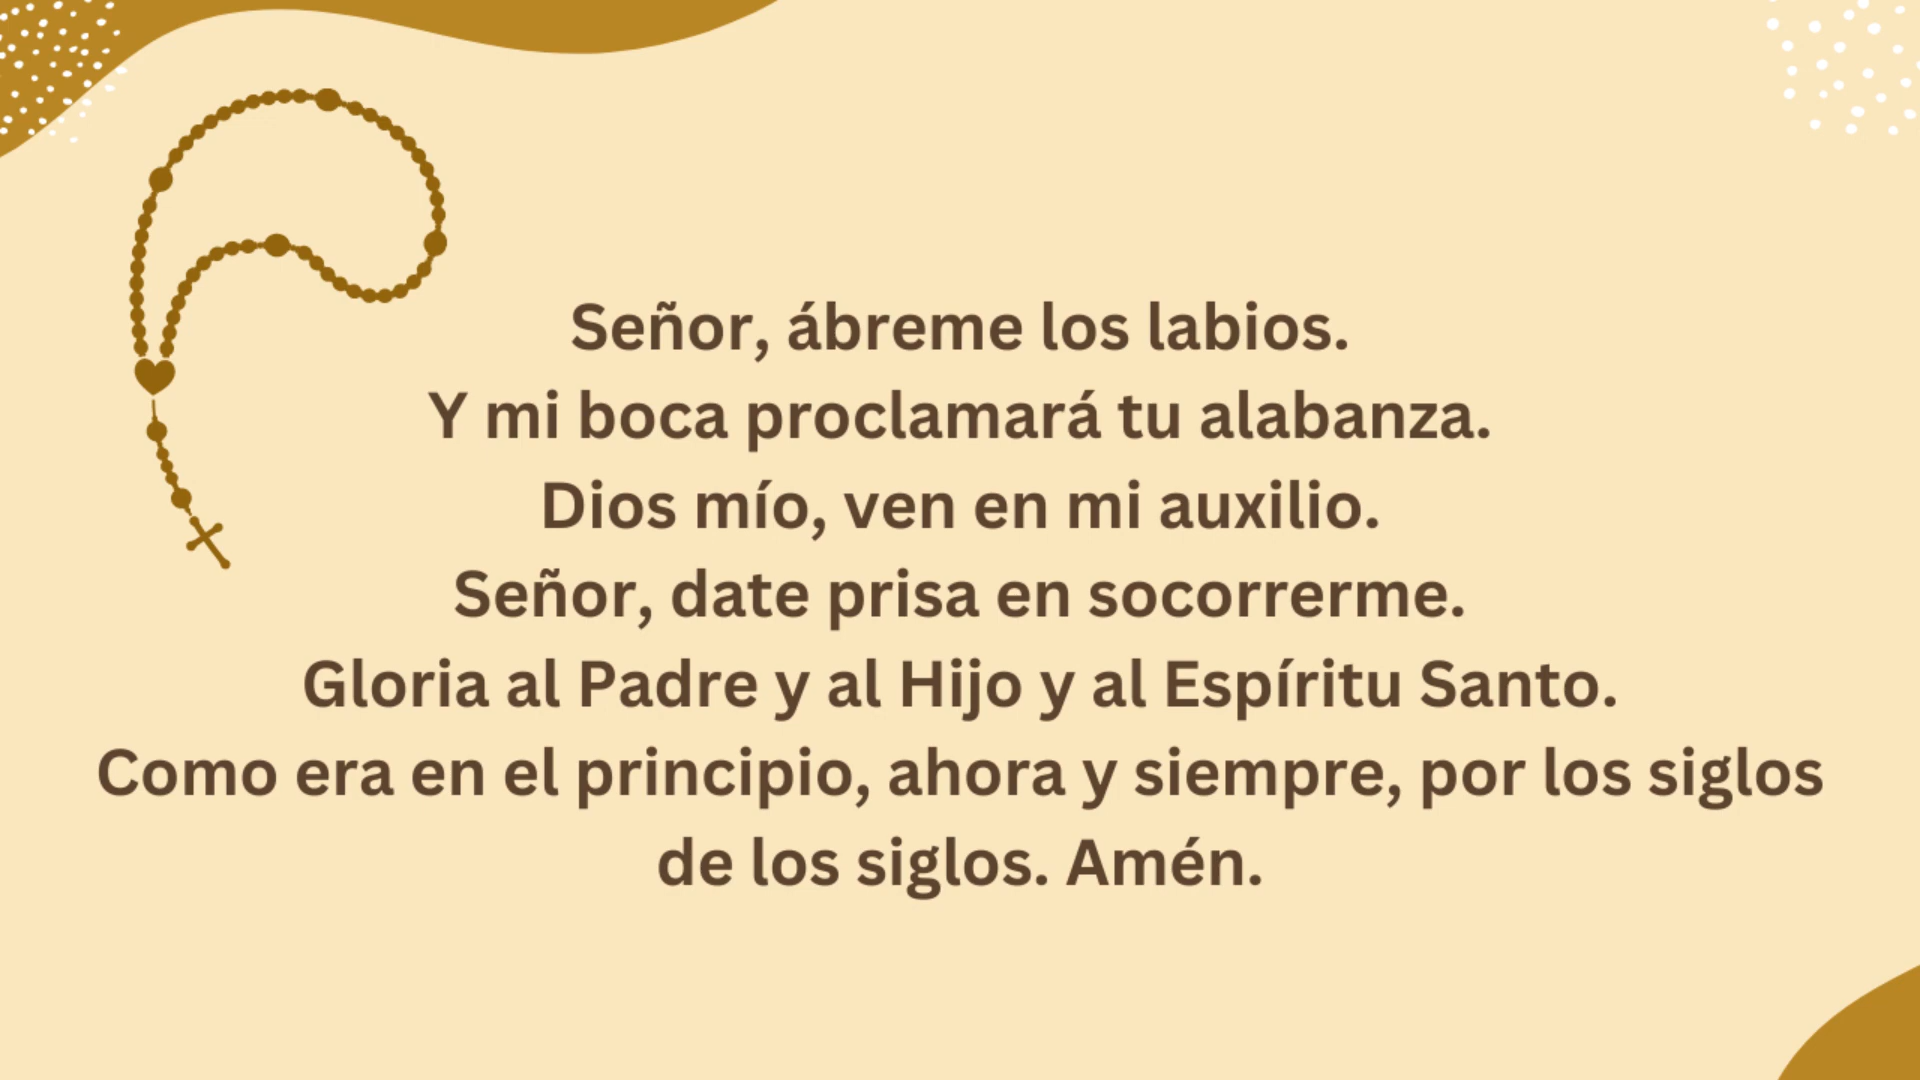 Señor, ábreme los labios.
Y mi boca proclamará tu alabanza.
Dios mío, ven en mi auxilio.
Señor, date prisa en socorrerme.
Gloria al Padre y al Hijo y al Espíritu Santo.
Como era en el principio, ahora y siempre, por los siglos
de los siglos. Amén.